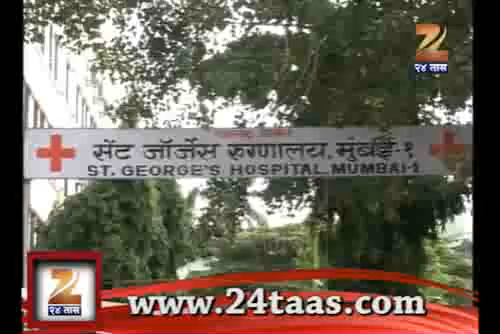 २४ तास
सेंट जॉर्जेस रुग्णालय, मुंबई-१
ST. GEORGE'S HOSPITAL, MUMBAI-1
२४ तास
www.24taas.com